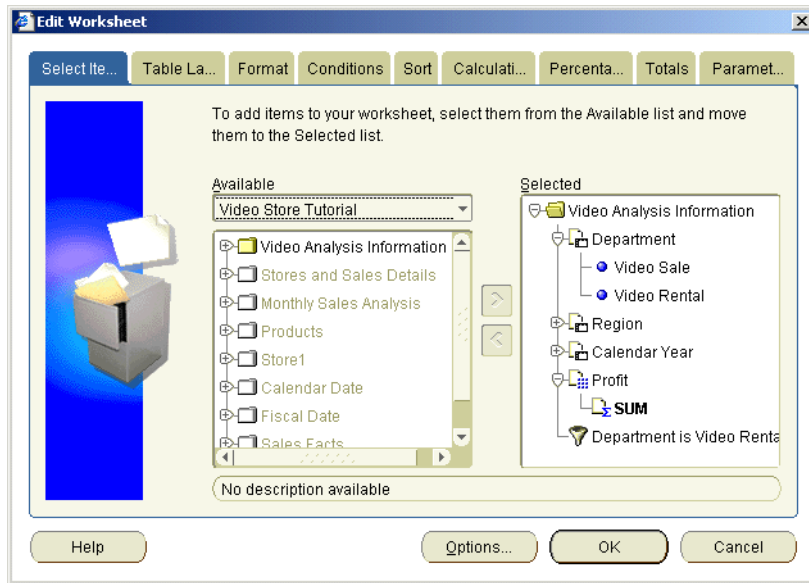 Edit Worksheet
Select Ite... Table La... Format Conditions Sort Calculati... Percenta... Totals Paramet...
To add items to your worksheet, select them from the Available list and move
them to the Selected list.
Available
Video Store Tutorial
Video Analysis Information
Stores and Sales Details
Monthly Sales Analysis
Products
Store1
Calendar Date
Fiscal Date
Sales Facts
Selected
Video Analysis Information
Department
Video Sale
Video Rental
Region
Calendar Year
Profit
SUM
Department is Video Renta
No description available
Help Options... OK Cancel